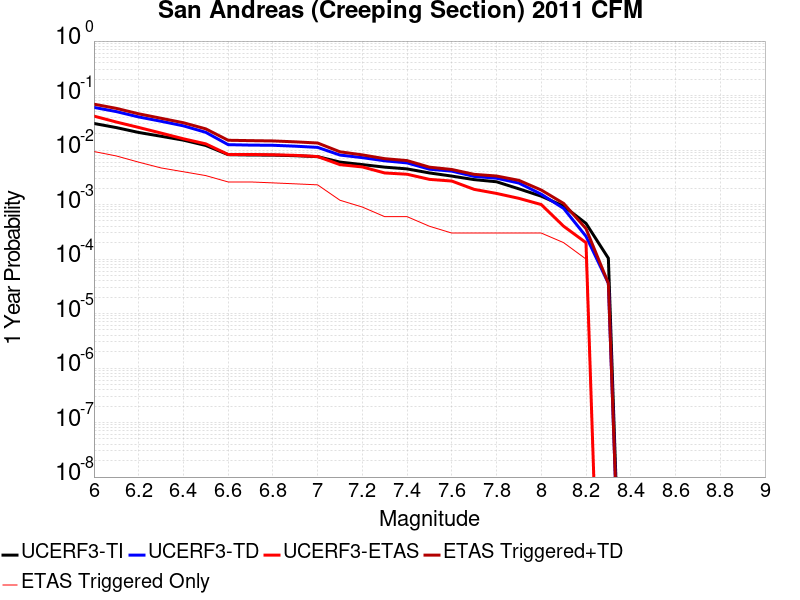 San Andreas (Creeping Section) 2011 CFM
1 Year Probability
10^0
10^-1
10^-2
10^-3
10^-4
10^-5
10^-6
10^-7
10^-8
6 6.2 6.4 6.6 6.8 7 7.2 7.4 7.6 7.8 8 8.2 8.4 8.6 8.8 9
Magnitude
UCERF3-TI UCERF3-TD UCERF3-ETAS ETAS Triggered+TD
ETAS Triggered Only